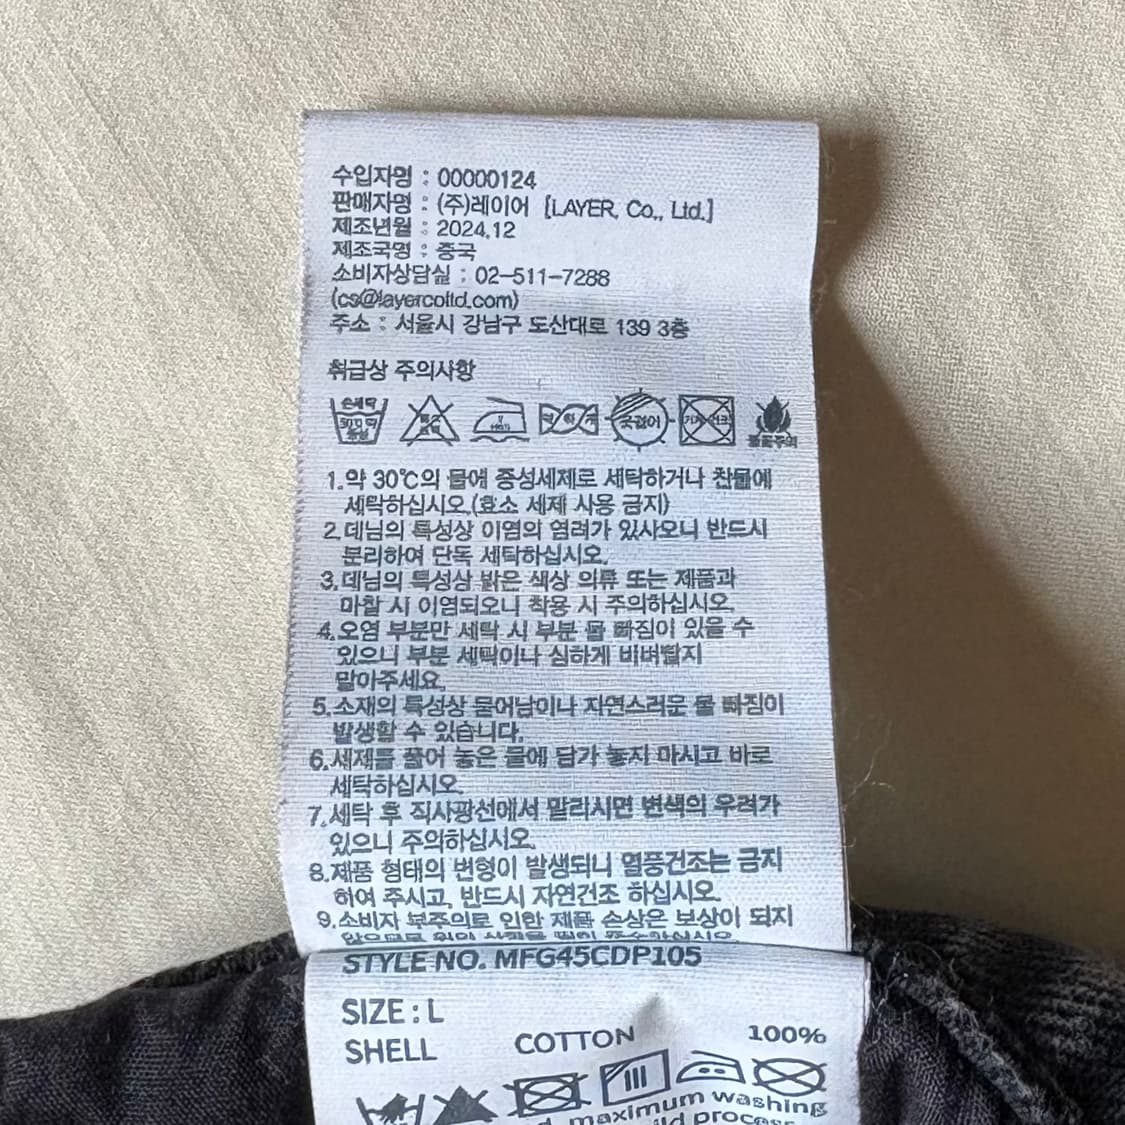 수입자명 : 00000124
판매자명 : (주)레이어 [LAYER, Co., Ltd.]
제조년월 : 2024.12
제조국명 : 중국
소비자상담실 : 02-511-7288
(cs@layercoltd.com)
주소 : 서울시 강남구 도산대로 139 3층
취급상 주의사항
손세탁 30℃ 중성
그늘에 뉘어
불꽃주의
1.약 30℃의 물에 중성세제로 세탁하거나 찬물에
세탁하십시오.(효소 세제 사용 금지)
2.데님의 특성상 이염의 염려가 있사오니 반드시
분리하여 단독 세탁하십시오.
3.데님의 특성상 밝은 색상 의류 또는 제품과
마찰 시 이염되오니 착용 시 주의하십시오.
4.오염 부분만 세탁 시 부분 물 빠짐이 있을 수
있으니 부분 세탁이나 심하게 비벼빨지
말아주세요.
5.소재의 특성상 묻어남이나 자연스러운 물 빠짐이
발생할 수 있습니다.
6.세제를 풀어 놓은 물에 담가 놓지 마시고 바로
세탁하십시오.
7.세탁 후 직사광선에서 말리시면 변색의 우려가
있으니 주의하십시오.
8.제품 형태의 변형이 발생되니 열풍건조는 금지
하여 주시고, 반드시 자연건조 하십시오.
9.소비자 부주의로 인한 제품 손상은 보상이 되지
STYLE NO. MFG45CDP105
SIZE : L
SHELL COTTON 100%
maximum washing
process